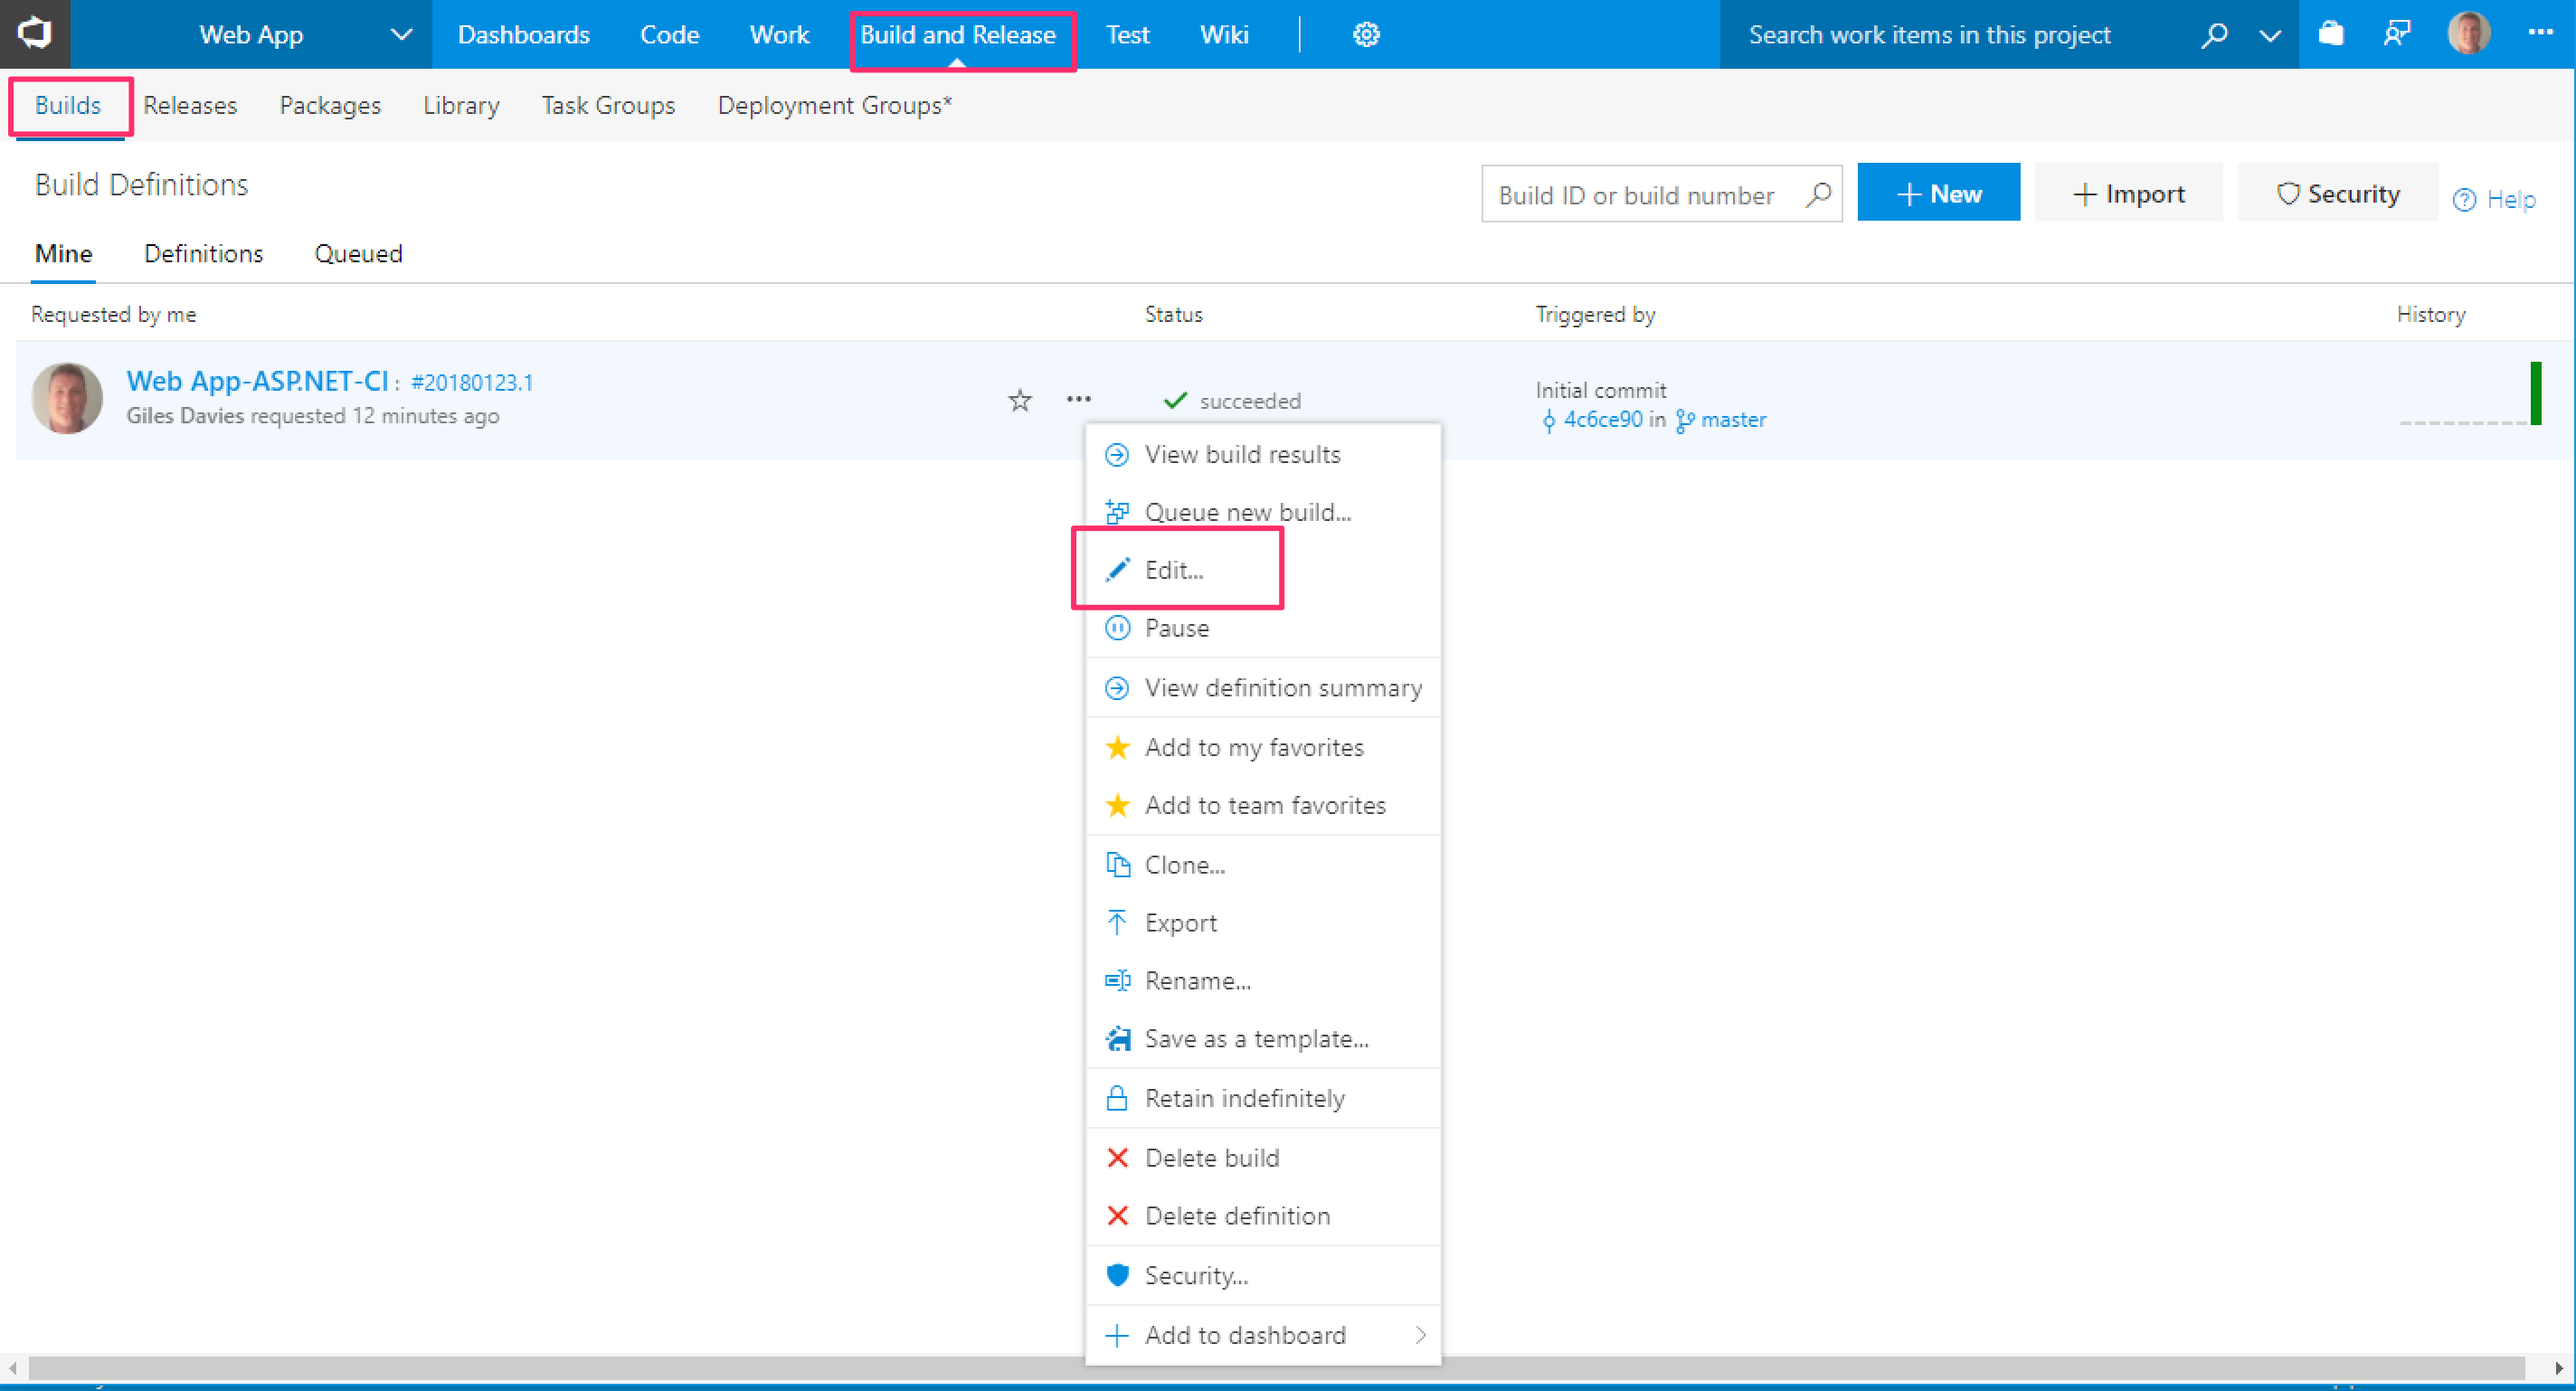 Web App Dashboards Code Work Build and Release Test Wiki Search work items in this project
Builds Releases Packages Library Task Groups Deployment Groups*
Build Definitions Build ID or build number + New + Import Security Help
Mine Definitions Queued
Requested by me Status Triggered by History
Web App-ASP.NET-CI : #20180123.1
Giles Davies requested 12 minutes ago
succeeded
Initial commit
4c6ce90 in master
View build results
Queue new build...
Edit...
Pause
View definition summary
Add to my favorites
Add to team favorites
Clone...
Export
Rename...
Save as a template...
Retain indefinitely
Delete build
Delete definition
Security...
Add to dashboard